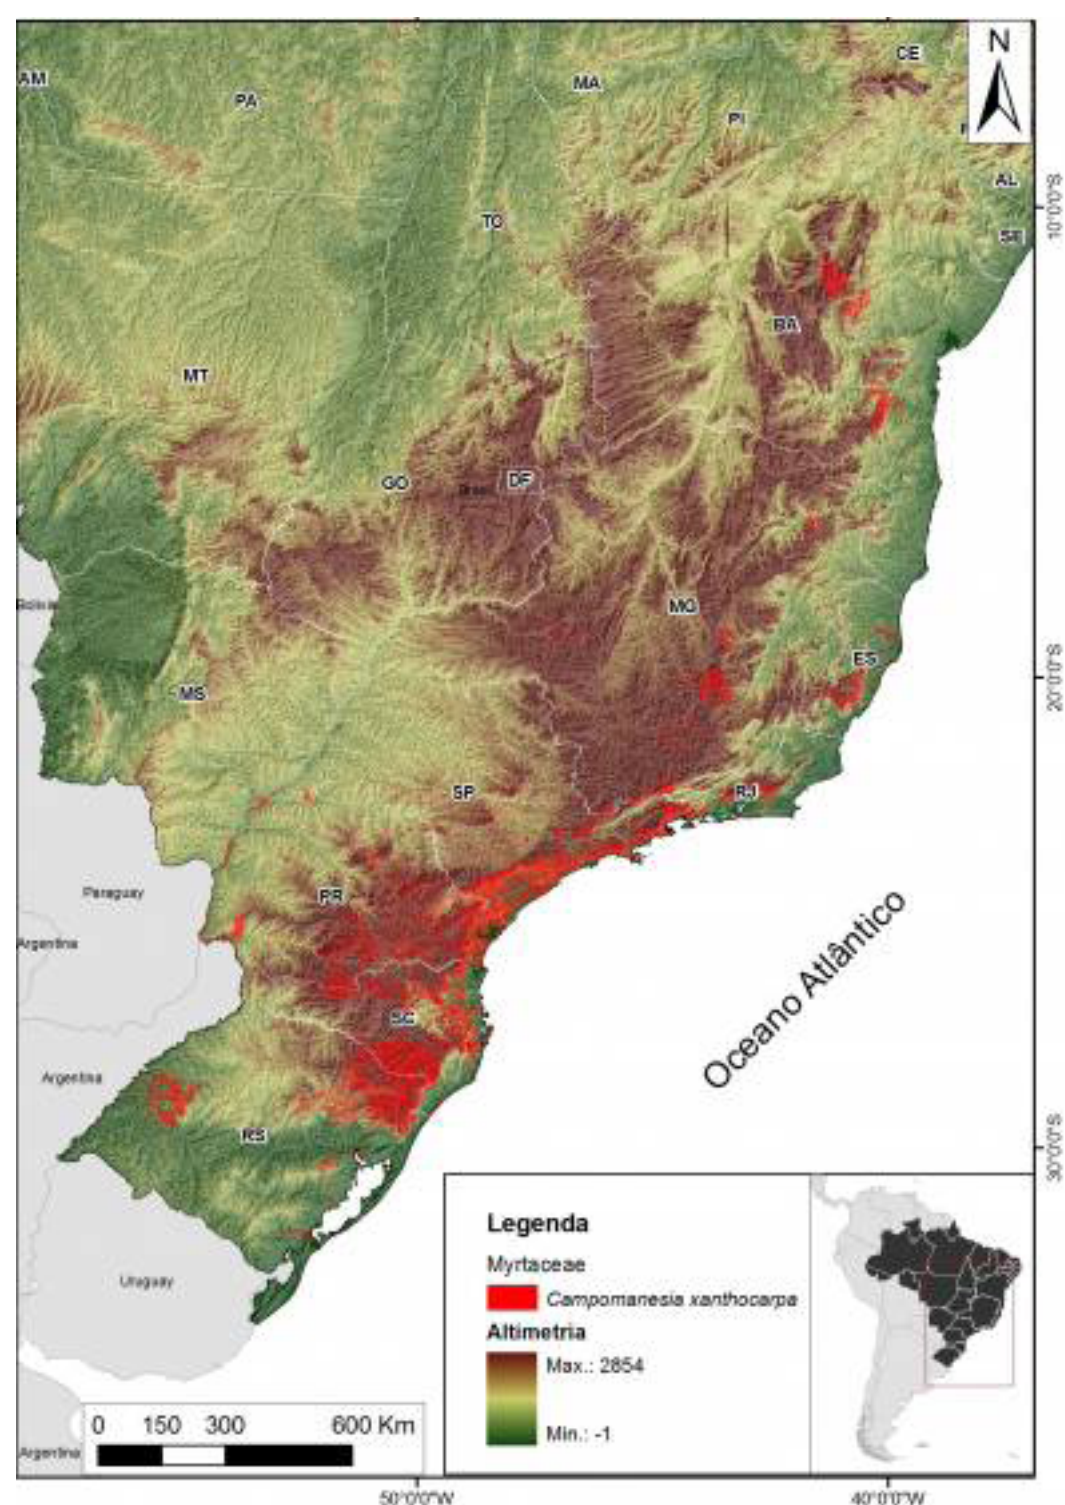 N
CE
AM
MA
PA
PI
AL
10°0'0"S
TO
SE
BA
MT
GO
DF
Bolivia
MG
ES
20°0'0"S
MS
SP
RJ
Paraguay
PR
Argentina
Oceano Atlântico
SC
Argentina
RS
30°0'0"S
Uruguay
Legenda
Myrtaceae
Campomanesia xanthocarpa
Altimetria
Max.: 2854
Min.: -1
0 150 300 600 Km
Argentina
50°0'0"W
40°0'0"W